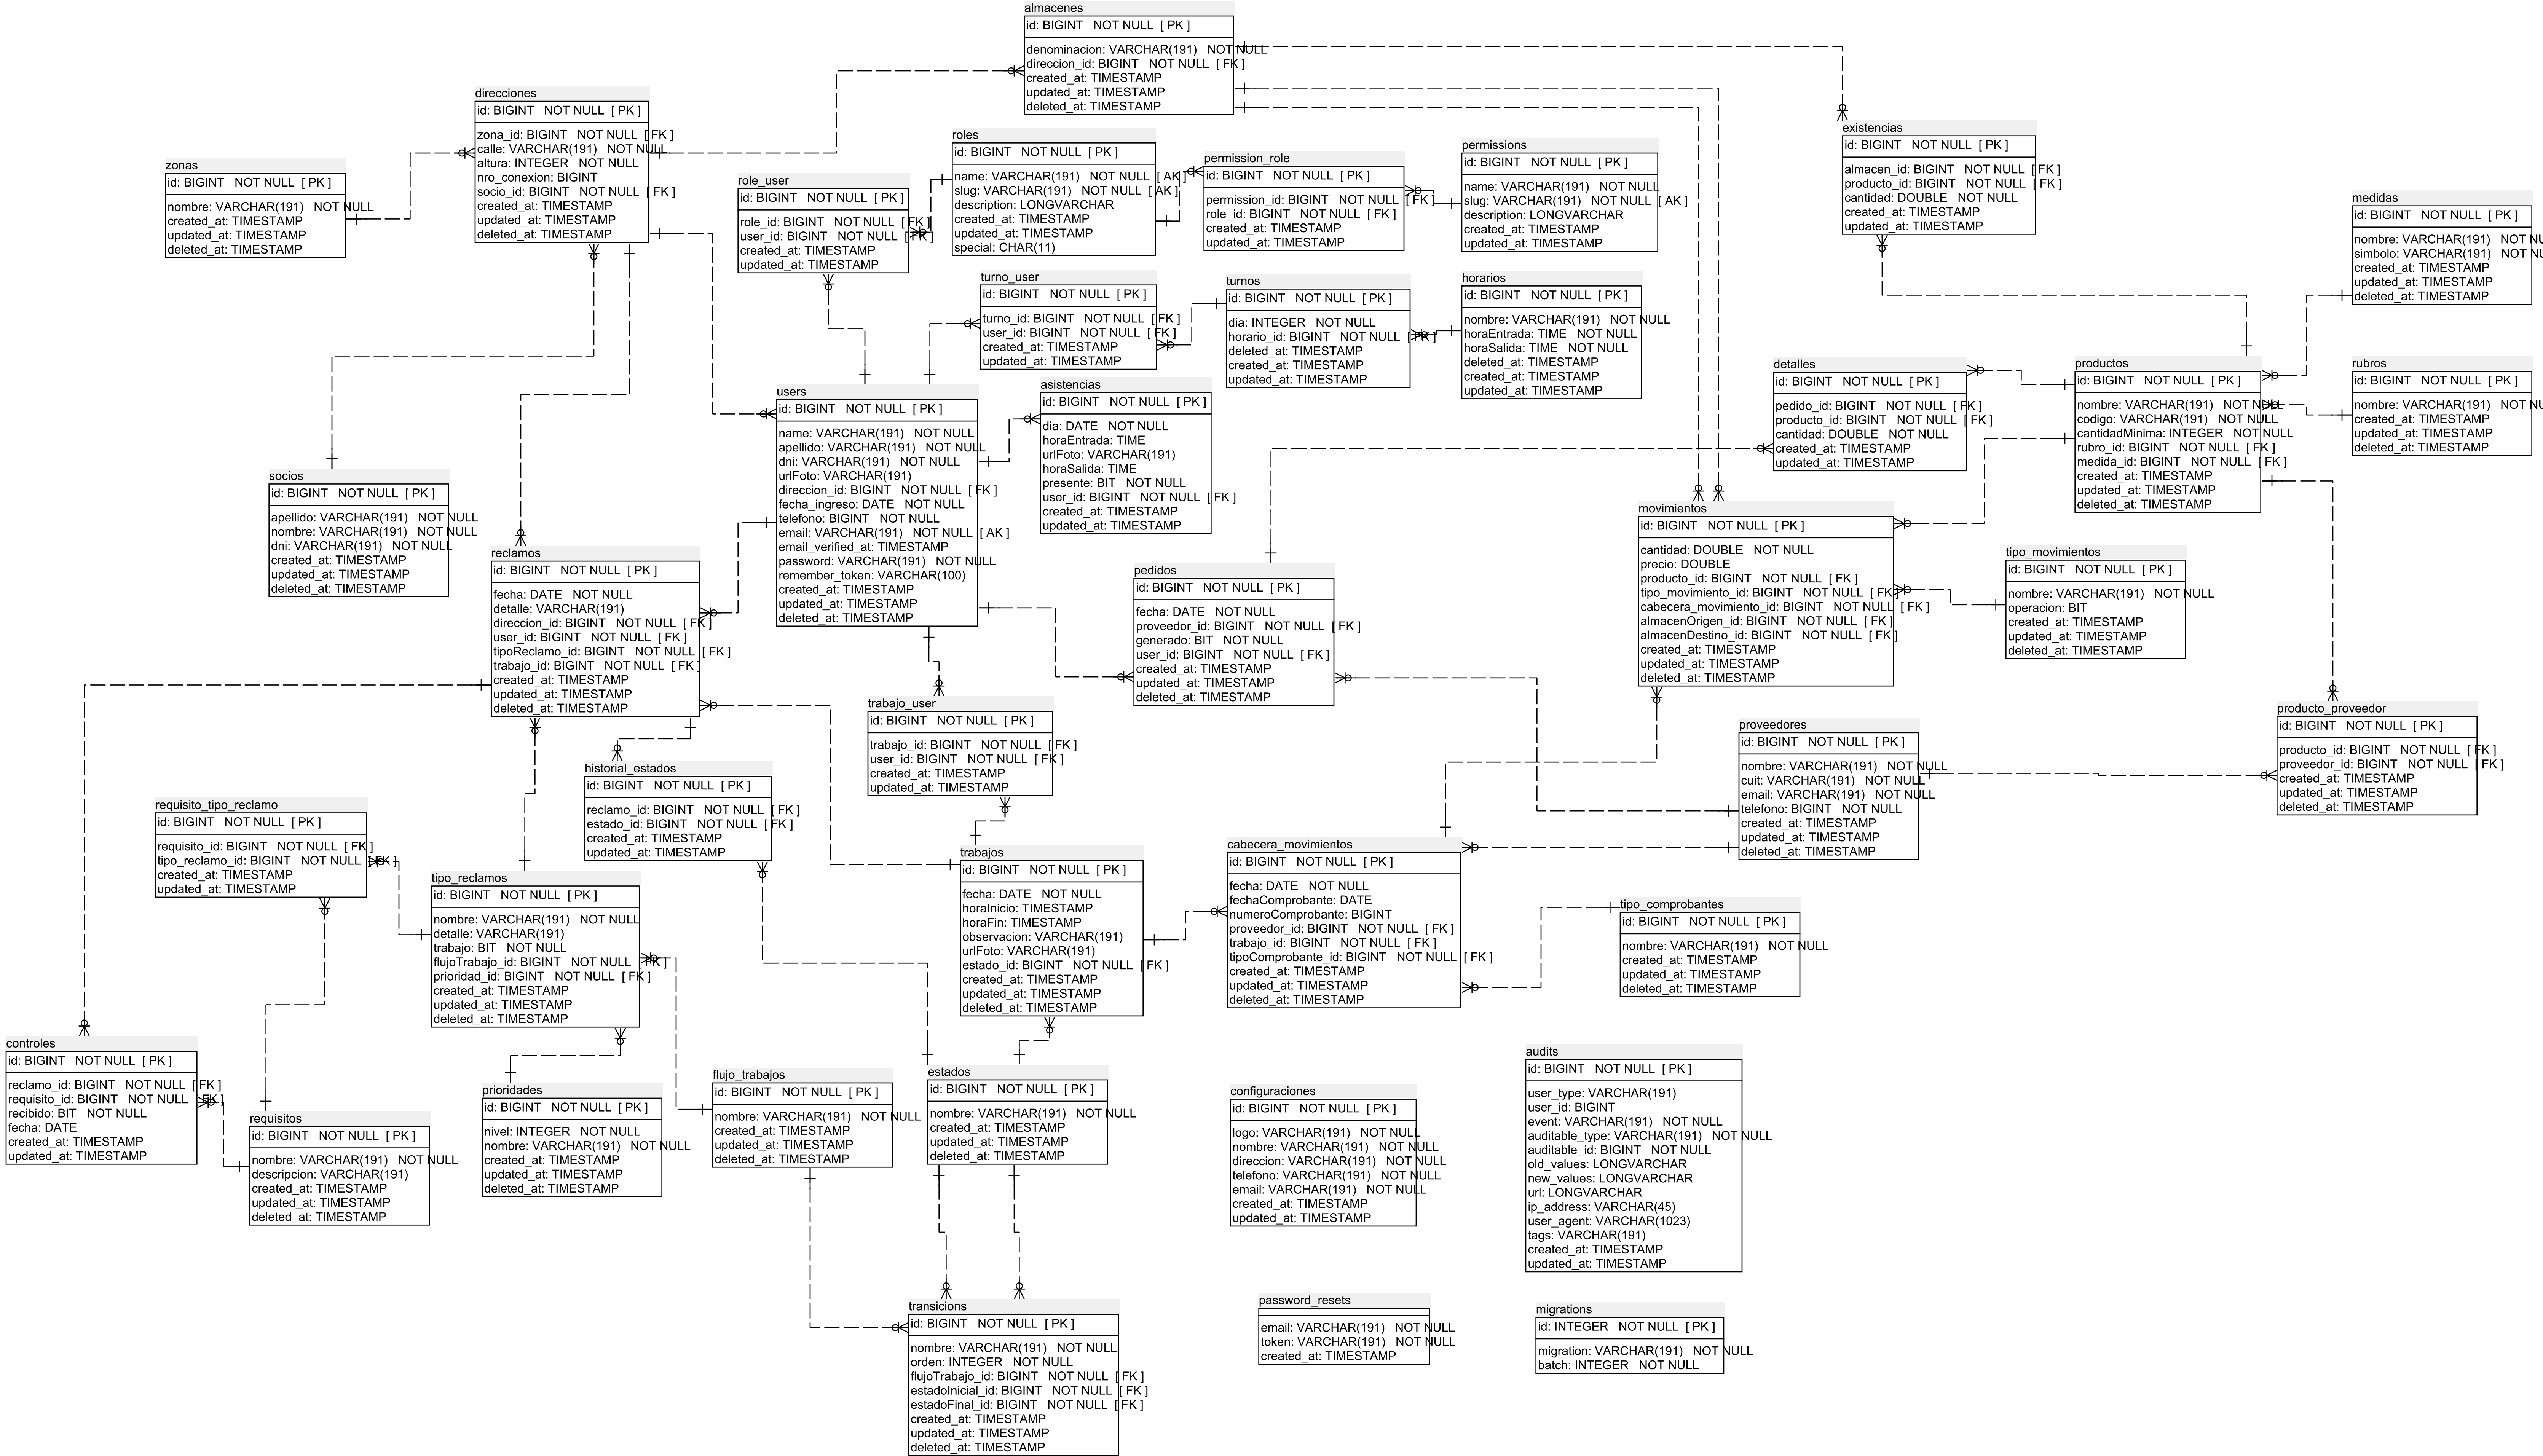 almacenes
id: BIGINT   NOT NULL  [ PK ]
denominacion: VARCHAR(191)   NOT NULL
direccion_id: BIGINT   NOT NULL  [ FK ]
created_at: TIMESTAMP
updated_at: TIMESTAMP
deleted_at: TIMESTAMP
direcciones
id: BIGINT   NOT NULL  [ PK ]
zona_id: BIGINT   NOT NULL  [ FK ]
calle: VARCHAR(191)   NOT NULL
altura: INTEGER   NOT NULL
nro_conexion: BIGINT
socio_id: BIGINT   NOT NULL  [ FK ]
created_at: TIMESTAMP
updated_at: TIMESTAMP
deleted_at: TIMESTAMP
zonas
id: BIGINT   NOT NULL  [ PK ]
nombre: VARCHAR(191)   NOT NULL
created_at: TIMESTAMP
updated_at: TIMESTAMP
deleted_at: TIMESTAMP
role_user
id: BIGINT   NOT NULL  [ PK ]
role_id: BIGINT   NOT NULL  [ FK ]
user_id: BIGINT   NOT NULL  [ FK ]
created_at: TIMESTAMP
updated_at: TIMESTAMP
roles
id: BIGINT   NOT NULL  [ PK ]
name: VARCHAR(191)   NOT NULL  [ AK ]
slug: VARCHAR(191)   NOT NULL  [ AK ]
description: LONGVARCHAR
created_at: TIMESTAMP
updated_at: TIMESTAMP
special: CHAR(11)
permission_role
id: BIGINT   NOT NULL  [ PK ]
permission_id: BIGINT   NOT NULL  [ FK ]
role_id: BIGINT   NOT NULL  [ FK ]
created_at: TIMESTAMP
updated_at: TIMESTAMP
permissions
id: BIGINT   NOT NULL  [ PK ]
name: VARCHAR(191)   NOT NULL
slug: VARCHAR(191)   NOT NULL  [ AK ]
description: LONGVARCHAR
created_at: TIMESTAMP
updated_at: TIMESTAMP
existencias
id: BIGINT   NOT NULL  [ PK ]
almacen_id: BIGINT   NOT NULL  [ FK ]
producto_id: BIGINT   NOT NULL  [ FK ]
cantidad: DOUBLE   NOT NULL
created_at: TIMESTAMP
updated_at: TIMESTAMP
medidas
id: BIGINT   NOT NULL  [ PK ]
nombre: VARCHAR(191)   NOT NU
simbolo: VARCHAR(191)   NOT NU
created_at: TIMESTAMP
updated_at: TIMESTAMP
deleted_at: TIMESTAMP
turno_user
id: BIGINT   NOT NULL  [ PK ]
turno_id: BIGINT   NOT NULL  [ FK ]
user_id: BIGINT   NOT NULL  [ FK ]
created_at: TIMESTAMP
updated_at: TIMESTAMP
turnos
id: BIGINT   NOT NULL  [ PK ]
dia: INTEGER   NOT NULL
horario_id: BIGINT   NOT NULL  [ FK ]
deleted_at: TIMESTAMP
created_at: TIMESTAMP
updated_at: TIMESTAMP
horarios
id: BIGINT   NOT NULL  [ PK ]
nombre: VARCHAR(191)   NOT NULL
horaEntrada: TIME   NOT NULL
horaSalida: TIME   NOT NULL
deleted_at: TIMESTAMP
created_at: TIMESTAMP
updated_at: TIMESTAMP
detalles
id: BIGINT   NOT NULL  [ PK ]
pedido_id: BIGINT   NOT NULL  [ FK ]
producto_id: BIGINT   NOT NULL  [ FK ]
cantidad: DOUBLE   NOT NULL
created_at: TIMESTAMP
updated_at: TIMESTAMP
productos
id: BIGINT   NOT NULL  [ PK ]
nombre: VARCHAR(191)   NOT NULL
codigo: VARCHAR(191)   NOT NULL
cantidadMinima: INTEGER   NOT NULL
rubro_id: BIGINT   NOT NULL  [ FK ]
medida_id: BIGINT   NOT NULL  [ FK ]
created_at: TIMESTAMP
updated_at: TIMESTAMP
deleted_at: TIMESTAMP
rubros
id: BIGINT   NOT NULL  [ PK ]
nombre: VARCHAR(191)   NOT NU
created_at: TIMESTAMP
updated_at: TIMESTAMP
deleted_at: TIMESTAMP
users
id: BIGINT   NOT NULL  [ PK ]
name: VARCHAR(191)   NOT NULL
apellido: VARCHAR(191)   NOT NULL
dni: VARCHAR(191)   NOT NULL
urlFoto: VARCHAR(191)
direccion_id: BIGINT   NOT NULL  [ FK ]
fecha_ingreso: DATE   NOT NULL
telefono: BIGINT   NOT NULL
email: VARCHAR(191)   NOT NULL  [ AK ]
email_verified_at: TIMESTAMP
password: VARCHAR(191)   NOT NULL
remember_token: VARCHAR(100)
created_at: TIMESTAMP
updated_at: TIMESTAMP
deleted_at: TIMESTAMP
asistencias
id: BIGINT   NOT NULL  [ PK ]
dia: DATE   NOT NULL
horaEntrada: TIME
urlFoto: VARCHAR(191)
horaSalida: TIME
presente: BIT   NOT NULL
user_id: BIGINT   NOT NULL  [ FK ]
created_at: TIMESTAMP
updated_at: TIMESTAMP
socios
id: BIGINT   NOT NULL  [ PK ]
apellido: VARCHAR(191)   NOT NULL
nombre: VARCHAR(191)   NOT NULL
dni: VARCHAR(191)   NOT NULL
created_at: TIMESTAMP
updated_at: TIMESTAMP
deleted_at: TIMESTAMP
reclamos
id: BIGINT   NOT NULL  [ PK ]
fecha: DATE   NOT NULL
detalle: VARCHAR(191)
direccion_id: BIGINT   NOT NULL  [ FK ]
user_id: BIGINT   NOT NULL  [ FK ]
tipoReclamo_id: BIGINT   NOT NULL  [ FK ]
trabajo_id: BIGINT   NOT NULL  [ FK ]
created_at: TIMESTAMP
updated_at: TIMESTAMP
deleted_at: TIMESTAMP
pedidos
id: BIGINT   NOT NULL  [ PK ]
fecha: DATE   NOT NULL
proveedor_id: BIGINT   NOT NULL  [ FK ]
generado: BIT   NOT NULL
user_id: BIGINT   NOT NULL  [ FK ]
created_at: TIMESTAMP
updated_at: TIMESTAMP
deleted_at: TIMESTAMP
movimientos
id: BIGINT   NOT NULL  [ PK ]
cantidad: DOUBLE   NOT NULL
precio: DOUBLE
producto_id: BIGINT   NOT NULL  [ FK ]
tipo_movimiento_id: BIGINT   NOT NULL  [ FK ]
cabecera_movimiento_id: BIGINT   NOT NULL  [ FK ]
almacenOrigen_id: BIGINT   NOT NULL  [ FK ]
almacenDestino_id: BIGINT   NOT NULL  [ FK ]
created_at: TIMESTAMP
updated_at: TIMESTAMP
deleted_at: TIMESTAMP
tipo_movimientos
id: BIGINT   NOT NULL  [ PK ]
nombre: VARCHAR(191)   NOT NULL
operacion: BIT
created_at: TIMESTAMP
updated_at: TIMESTAMP
deleted_at: TIMESTAMP
trabajo_user
id: BIGINT   NOT NULL  [ PK ]
trabajo_id: BIGINT   NOT NULL  [ FK ]
user_id: BIGINT   NOT NULL  [ FK ]
created_at: TIMESTAMP
updated_at: TIMESTAMP
proveedores
id: BIGINT   NOT NULL  [ PK ]
nombre: VARCHAR(191)   NOT NULL
cuit: VARCHAR(191)   NOT NULL
email: VARCHAR(191)   NOT NULL
telefono: BIGINT   NOT NULL
created_at: TIMESTAMP
updated_at: TIMESTAMP
deleted_at: TIMESTAMP
producto_proveedor
id: BIGINT   NOT NULL  [ PK ]
producto_id: BIGINT   NOT NULL  [ FK ]
proveedor_id: BIGINT   NOT NULL  [ FK ]
created_at: TIMESTAMP
updated_at: TIMESTAMP
deleted_at: TIMESTAMP
historial_estados
id: BIGINT   NOT NULL  [ PK ]
reclamo_id: BIGINT   NOT NULL  [ FK ]
estado_id: BIGINT   NOT NULL  [ FK ]
created_at: TIMESTAMP
updated_at: TIMESTAMP
requisito_tipo_reclamo
id: BIGINT   NOT NULL  [ PK ]
requisito_id: BIGINT   NOT NULL  [ FK ]
tipo_reclamo_id: BIGINT   NOT NULL  [ FK ]
created_at: TIMESTAMP
updated_at: TIMESTAMP
tipo_reclamos
id: BIGINT   NOT NULL  [ PK ]
nombre: VARCHAR(191)   NOT NULL
detalle: VARCHAR(191)
trabajo: BIT   NOT NULL
flujoTrabajo_id: BIGINT   NOT NULL  [ FK ]
prioridad_id: BIGINT   NOT NULL  [ FK ]
created_at: TIMESTAMP
updated_at: TIMESTAMP
deleted_at: TIMESTAMP
trabajos
id: BIGINT   NOT NULL  [ PK ]
fecha: DATE   NOT NULL
horaInicio: TIMESTAMP
horaFin: TIMESTAMP
observacion: VARCHAR(191)
urlFoto: VARCHAR(191)
estado_id: BIGINT   NOT NULL  [ FK ]
created_at: TIMESTAMP
updated_at: TIMESTAMP
deleted_at: TIMESTAMP
cabecera_movimientos
id: BIGINT   NOT NULL  [ PK ]
fecha: DATE   NOT NULL
fechaComprobante: DATE
numeroComprobante: BIGINT
proveedor_id: BIGINT   NOT NULL  [ FK ]
trabajo_id: BIGINT   NOT NULL  [ FK ]
tipoComprobante_id: BIGINT   NOT NULL  [ FK ]
created_at: TIMESTAMP
updated_at: TIMESTAMP
deleted_at: TIMESTAMP
tipo_comprobantes
id: BIGINT   NOT NULL  [ PK ]
nombre: VARCHAR(191)   NOT NULL
created_at: TIMESTAMP
updated_at: TIMESTAMP
deleted_at: TIMESTAMP
controles
id: BIGINT   NOT NULL  [ PK ]
reclamo_id: BIGINT   NOT NULL  [ FK ]
requisito_id: BIGINT   NOT NULL  [ FK ]
recibido: BIT   NOT NULL
fecha: DATE
created_at: TIMESTAMP
updated_at: TIMESTAMP
requisitos
id: BIGINT   NOT NULL  [ PK ]
nombre: VARCHAR(191)   NOT NULL
descripcion: VARCHAR(191)
created_at: TIMESTAMP
updated_at: TIMESTAMP
deleted_at: TIMESTAMP
prioridades
id: BIGINT   NOT NULL  [ PK ]
nivel: INTEGER   NOT NULL
nombre: VARCHAR(191)   NOT NULL
created_at: TIMESTAMP
updated_at: TIMESTAMP
deleted_at: TIMESTAMP
flujo_trabajos
id: BIGINT   NOT NULL  [ PK ]
nombre: VARCHAR(191)   NOT NULL
created_at: TIMESTAMP
updated_at: TIMESTAMP
deleted_at: TIMESTAMP
estados
id: BIGINT   NOT NULL  [ PK ]
nombre: VARCHAR(191)   NOT NULL
created_at: TIMESTAMP
updated_at: TIMESTAMP
deleted_at: TIMESTAMP
configuraciones
id: BIGINT   NOT NULL  [ PK ]
logo: VARCHAR(191)   NOT NULL
nombre: VARCHAR(191)   NOT NULL
direccion: VARCHAR(191)   NOT NULL
telefono: VARCHAR(191)   NOT NULL
email: VARCHAR(191)   NOT NULL
created_at: TIMESTAMP
updated_at: TIMESTAMP
audits
id: BIGINT   NOT NULL  [ PK ]
user_type: VARCHAR(191)
user_id: BIGINT
event: VARCHAR(191)   NOT NULL
auditable_type: VARCHAR(191)   NOT NULL
auditable_id: BIGINT   NOT NULL
old_values: LONGVARCHAR
new_values: LONGVARCHAR
url: LONGVARCHAR
ip_address: VARCHAR(45)
user_agent: VARCHAR(1023)
tags: VARCHAR(191)
created_at: TIMESTAMP
updated_at: TIMESTAMP
transicions
id: BIGINT   NOT NULL  [ PK ]
nombre: VARCHAR(191)   NOT NULL
orden: INTEGER   NOT NULL
flujoTrabajo_id: BIGINT   NOT NULL  [ FK ]
estadoInicial_id: BIGINT   NOT NULL  [ FK ]
estadoFinal_id: BIGINT   NOT NULL  [ FK ]
created_at: TIMESTAMP
updated_at: TIMESTAMP
deleted_at: TIMESTAMP
password_resets
email: VARCHAR(191)   NOT NULL
token: VARCHAR(191)   NOT NULL
created_at: TIMESTAMP
migrations
id: INTEGER   NOT NULL  [ PK ]
migration: VARCHAR(191)   NOT NULL
batch: INTEGER   NOT NULL